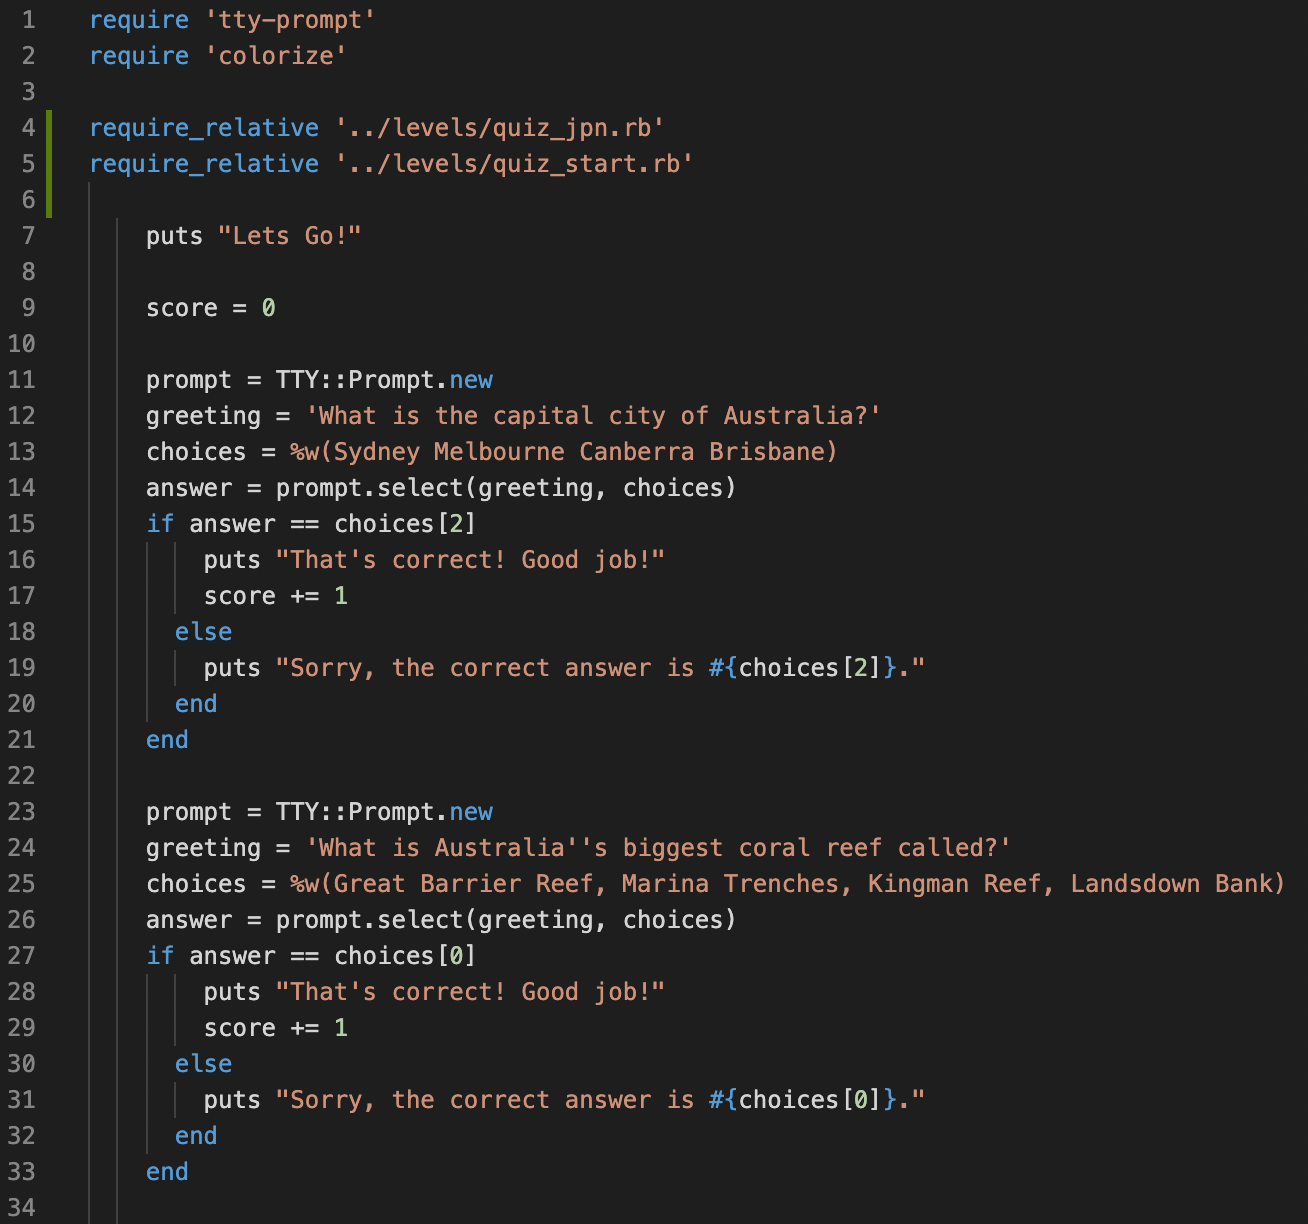 1 require 'tty-prompt'
2 require 'colorize'
3
4 require_relative '../levels/quiz_jpn.rb'
5 require_relative '../levels/quiz_start.rb'
6
7 puts "Lets Go!"
8
9 score = 0
10
11 prompt = TTY::Prompt.new
12 greeting = 'What is the capital city of Australia?'
13 choices = %w(Sydney Melbourne Canberra Brisbane)
14 answer = prompt.select(greeting, choices)
15 if answer == choices[2]
16 puts "That's correct! Good job!"
17 score += 1
18 else
19 puts "Sorry, the correct answer is #{choices[2]}."
20 end
21 end
22
23 prompt = TTY::Prompt.new
24 greeting = 'What is Australia''s biggest coral reef called?'
25 choices = %w(Great Barrier Reef, Marina Trenches, Kingman Reef, Landsdown Bank)
26 answer = prompt.select(greeting, choices)
27 if answer == choices[0]
28 puts "That's correct! Good job!"
29 score += 1
30 else
31 puts "Sorry, the correct answer is #{choices[0]}."
32 end
33 end
34